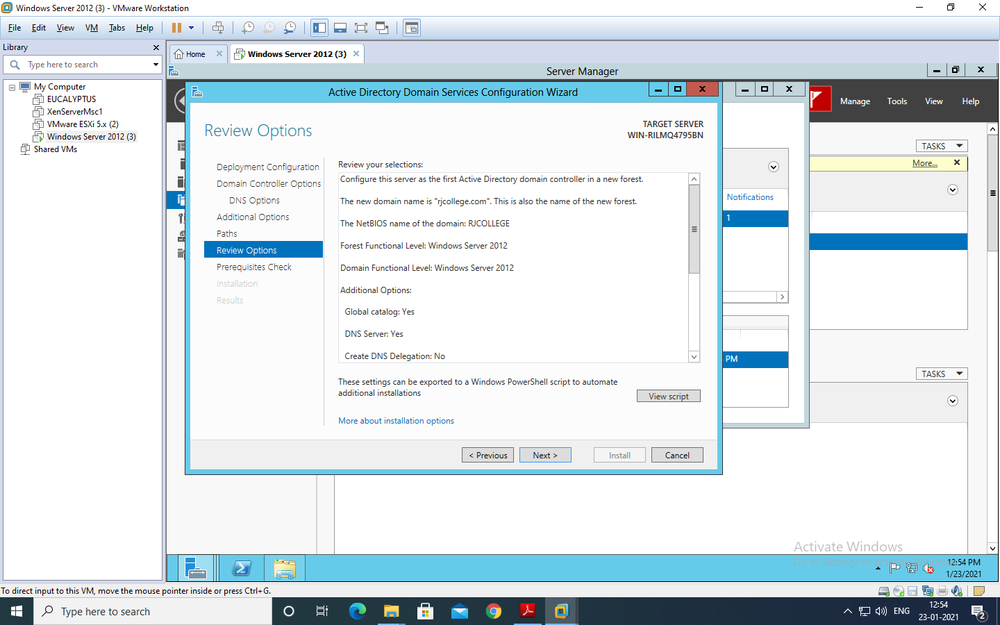 Windows Server 2012 (3) - VMware Workstation
File Edit View VM Tabs Help
Library
Type here to search
My Computer
EUCALYPTUS
XenServerMsc1
VMware ESXi 5.x (2)
Windows Server 2012 (3)
Shared VMs
Home
Windows Server 2012 (3)
Server Manager
Manage Tools View Help
Active Directory Domain Services Configuration Wizard
Review Options
TARGET SERVER
WIN-RILMQ4795BN
Deployment Configuration
Domain Controller Options
DNS Options
Additional Options
Paths
Review Options
Prerequisites Check
Installation
Results
Review your selections:
Configure this server as the first Active Directory domain controller in a new forest.
The new domain name is "rjcollege.com". This is also the name of the new forest.
The NetBIOS name of the domain: RJCOLLEGE
Forest Functional Level: Windows Server 2012
Domain Functional Level: Windows Server 2012
Additional Options:
Global catalog: Yes
DNS Server: Yes
Create DNS Delegation: No
These settings can be exported to a Windows PowerShell script to automate
additional installations
View script
More about installation options
< Previous Next > Install Cancel
Notifications
1
PM
TASKS
More...
TASKS
Activate Windows
12:54 PM
1/23/2021
To direct input to this VM, move the mouse pointer inside or press Ctrl+G.
Type here to search
ENG
12:54
23-01-2021
2